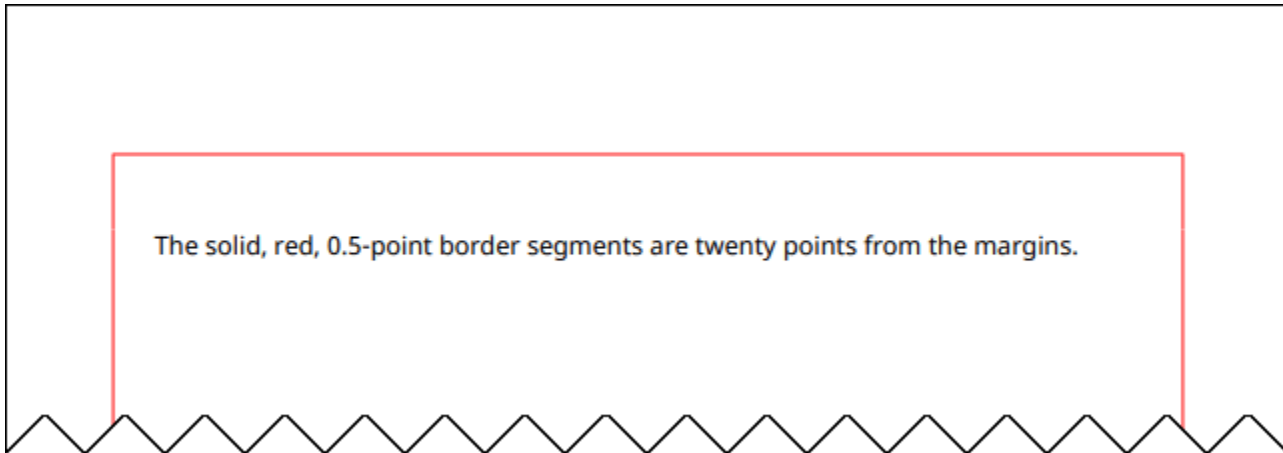 The solid, red, 0.5-point border segments are twenty points from the margins.